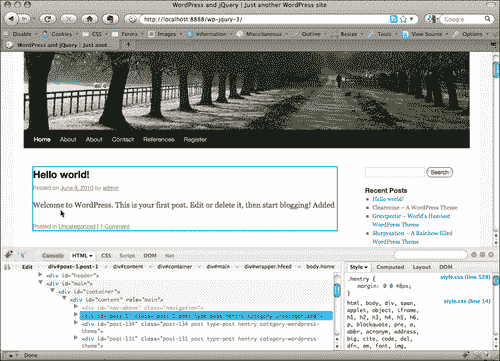 WordPress and jQuery | Just another WordPress site
http://localhost:8888/wp-jqury-3/
Google
Disable Cookies CSS Forms Images Information Miscellaneous Outline Resize Tools View Source Options
WordPress and jQuery | Just anot...
Home About About Contact References Register
Hello world!
Posted on June 6, 2010 by admin
Welcome to WordPress. This is your first post. Edit or delete it, then start blogging! Added
Posted in Uncategorized | 1 Comment
Search
Recent Posts
Hello world!
Clearzone – A WordPress Theme
Gravipectic – World's Heaviest WordPress Theme
Slurpysation – A Rainbow filled WordPress Theme
Console HTML CSS Script DOM Net
Edit div#post-1.post-1 div#content div#container div#main div#wrapper.hfeed body.home
Style Computed Layout DOM
<div id="header">
<div id="main">
<div id="container">
<div id="content" role="main">
<div id="nav-above" class="navigation">
<div id="post-1" class="post-1 post type-post hentry category-uncategorized">
<div id="post-134" class="post-134 post type-post hentry category-wordpress-theme">
<div id="post-131" class="post-131 post type-post hentry category-wordpress-theme">
.hentry { style.css (line 528)
margin: 0 0 48px;
}
html, body, div, span, style.css (line 14)
applet, object, iframe,
h1, h2, h3, h4, h5, h6,
p, blockquote, pre, a,
abbr, acronym, address,
big, cite, code, del,
dfn, em, font, img,
Done